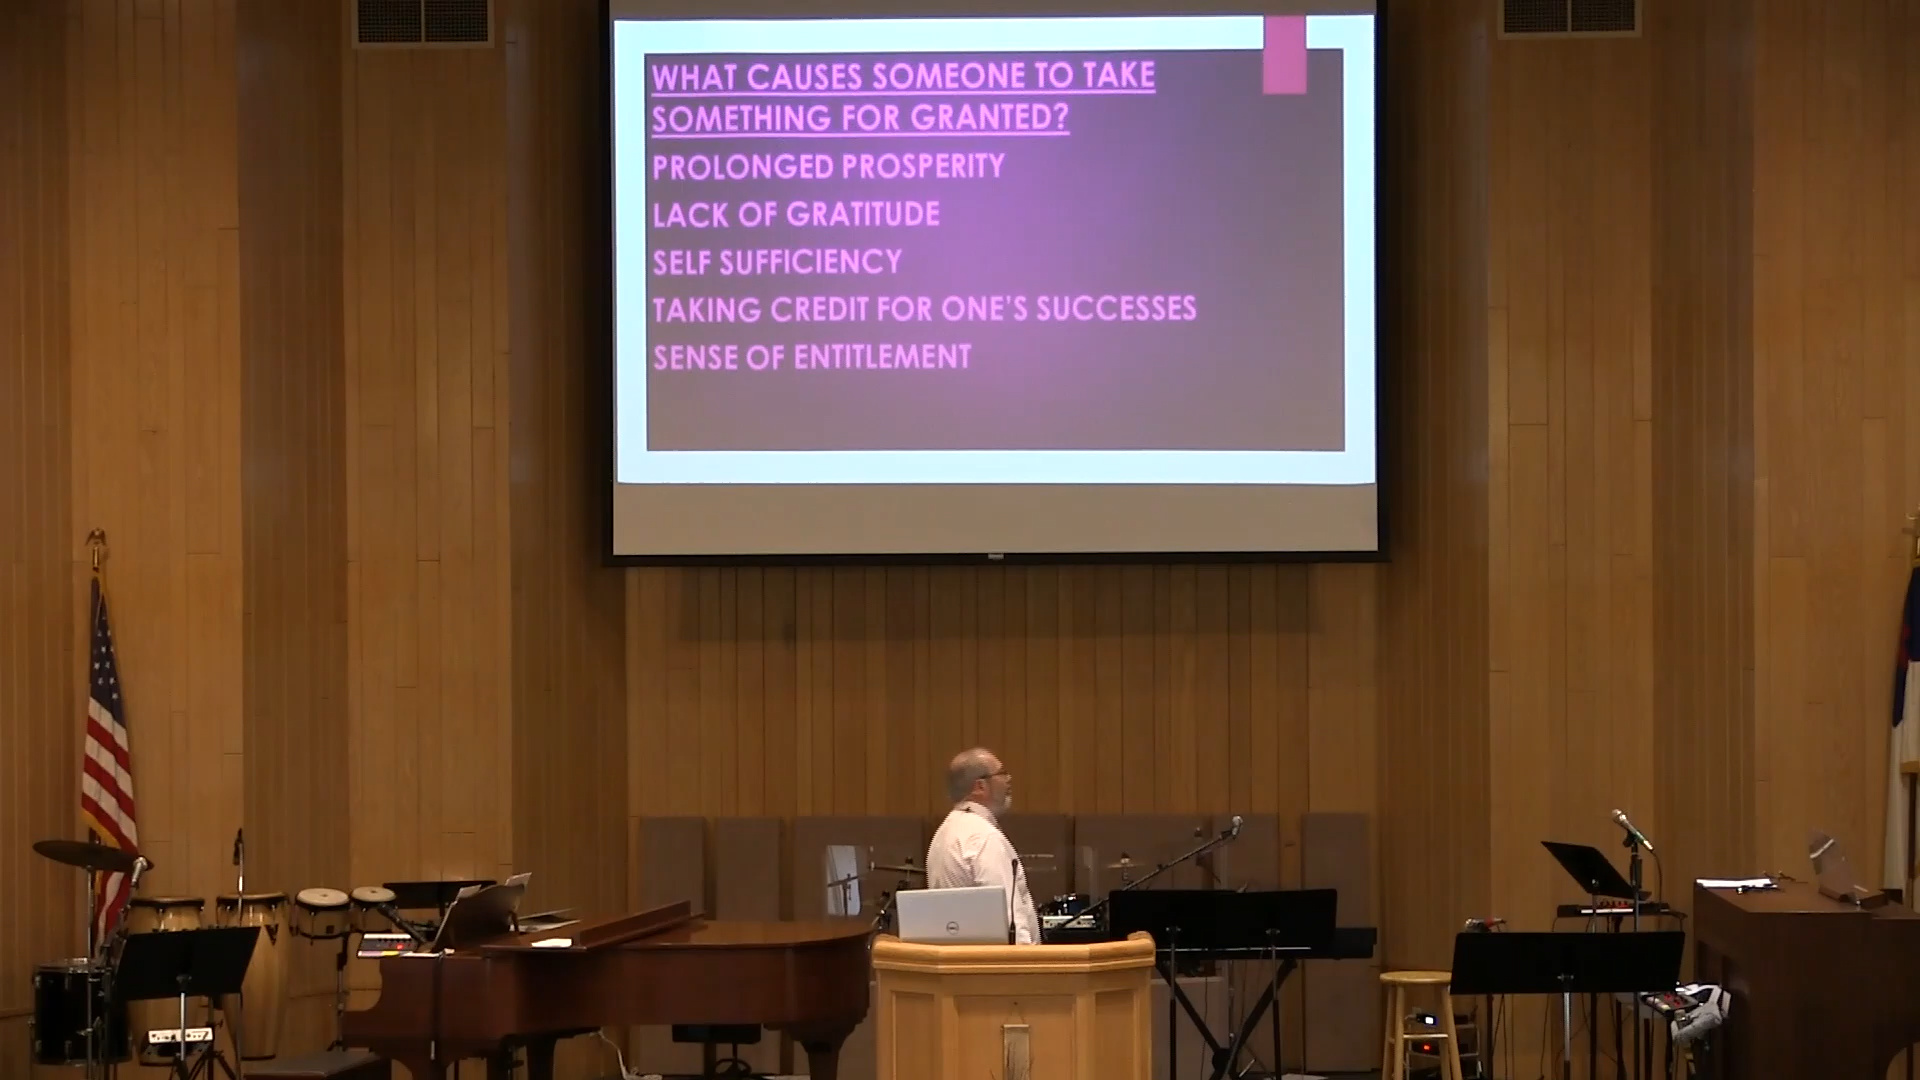 WHAT CAUSES SOMEONE TO TAKE
SOMETHING FOR GRANTED?
PROLONGED PROSPERITY
LACK OF GRATITUDE
SELF SUFFICIENCY
TAKING CREDIT FOR ONE'S SUCCESSES
SENSE OF ENTITLEMENT
DELL